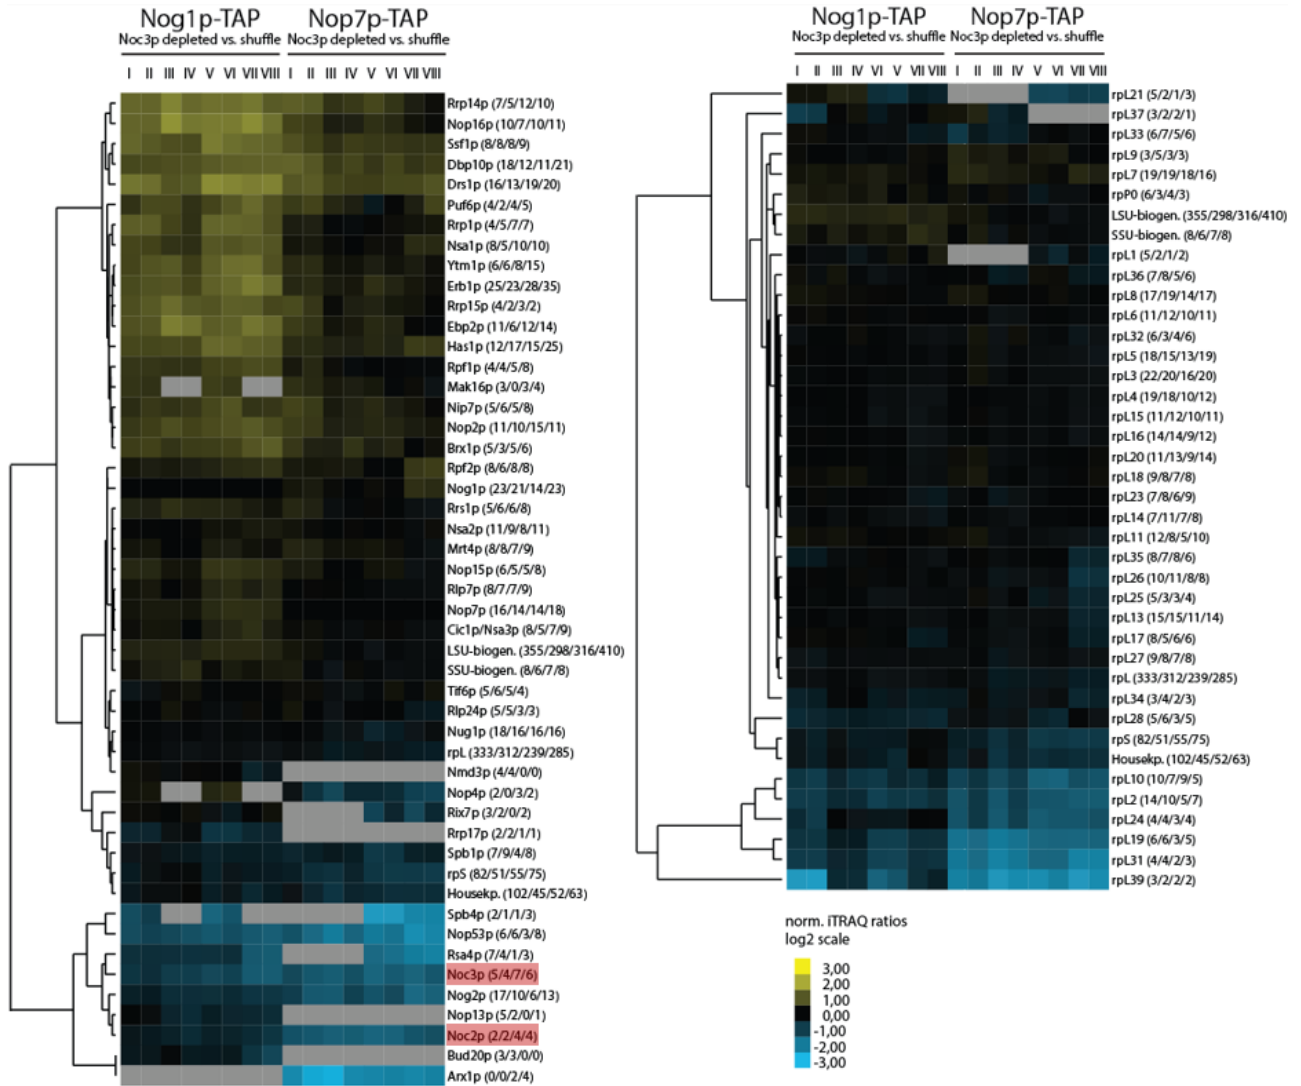 Nog1p-TAP Nop7p-TAP
Noc3p depleted vs. shuffle Noc3p depleted vs. shuffle
I II III IV V VI VII VIII I II III IV V VI VII VIII
Rrp14p (7/5/12/10)
Nop16p (10/7/10/11)
Ssf1p (8/8/8/9)
Dbp10p (18/12/11/21)
Drs1p (16/13/19/20)
Puf6p (4/2/4/5)
Rrp1p (4/5/7/7)
Nsa1p (8/5/10/10)
Ytm1p (6/6/8/15)
Erb1p (25/23/28/35)
Rrp15p (4/2/3/2)
Ebp2p (11/6/12/14)
Has1p (12/17/15/25)
Rpf1p (4/4/5/8)
Mak16p (3/0/3/4)
Nip7p (5/6/5/8)
Nop2p (11/10/15/11)
Brx1p (5/3/5/6)
Rpf2p (8/6/8/8)
Nog1p (23/21/14/23)
Rrs1p (5/6/6/8)
Nsa2p (11/9/8/11)
Mrt4p (8/8/7/9)
Nop15p (6/5/5/8)
Rlp7p (8/7/7/9)
Nop7p (16/14/14/18)
Cic1p/Nsa3p (8/5/7/9)
LSU-biogen. (355/298/316/410)
SSU-biogen. (8/6/7/8)
Tif6p (5/6/5/4)
Rlp24p (5/5/3/3)
Nug1p (18/16/16/16)
rpL (333/312/239/285)
Nmd3p (4/4/0/0)
Nop4p (2/0/3/2)
Rix7p (3/2/0/2)
Rrp17p (2/2/1/1)
Spb1p (7/9/4/8)
rpS (82/51/55/75)
Housekp. (102/45/52/63)
Spb4p (2/1/1/3)
Nop53p (6/6/3/8)
Rsa4p (7/4/1/3)
Noc3p (5/4/7/6)
Nog2p (17/10/6/13)
Nop13p (5/2/0/1)
Noc2p (2/2/4/4)
Bud20p (3/3/0/0)
Arx1p (0/0/2/4)
Nog1p-TAP Nop7p-TAP
Noc3p depleted vs. shuffle Noc3p depleted vs. shuffle
I II III IV VI VI VII VIII I II III IV V VI VII VIII
rpL21 (5/2/1/3)
rpL37 (3/2/2/1)
rpL33 (6/7/5/6)
rpL9 (3/5/3/3)
rpL7 (19/19/18/16)
rpP0 (6/3/4/3)
LSU-biogen. (355/298/316/410)
SSU-biogen. (8/6/7/8)
rpL1 (5/2/1/2)
rpL36 (7/8/5/6)
rpL8 (17/19/14/17)
rpL6 (11/12/10/11)
rpL32 (6/3/4/6)
rpL5 (18/15/13/19)
rpL3 (22/20/16/20)
rpL4 (19/18/10/12)
rpL15 (11/12/10/11)
rpL16 (14/14/9/12)
rpL20 (11/13/9/14)
rpL18 (9/8/7/8)
rpL23 (7/8/6/9)
rpL14 (7/11/7/8)
rpL11 (12/8/5/10)
rpL35 (8/7/8/6)
rpL26 (10/11/8/8)
rpL25 (5/3/3/4)
rpL13 (15/15/11/14)
rpL17 (8/5/6/6)
rpL27 (9/8/7/8)
rpL (333/312/239/285)
rpL34 (3/4/2/3)
rpL28 (5/6/3/5)
rpS (82/51/55/75)
Housekp. (102/45/52/63)
rpL10 (10/7/9/5)
rpL2 (14/10/5/7)
rpL24 (4/4/3/4)
rpL19 (6/6/3/5)
rpL31 (4/4/2/3)
rpL39 (3/2/2/2)
norm. iTRAQ ratios
log2 scale
3,00
2,00
1,00
0,00
-1,00
-2,00
-3,00